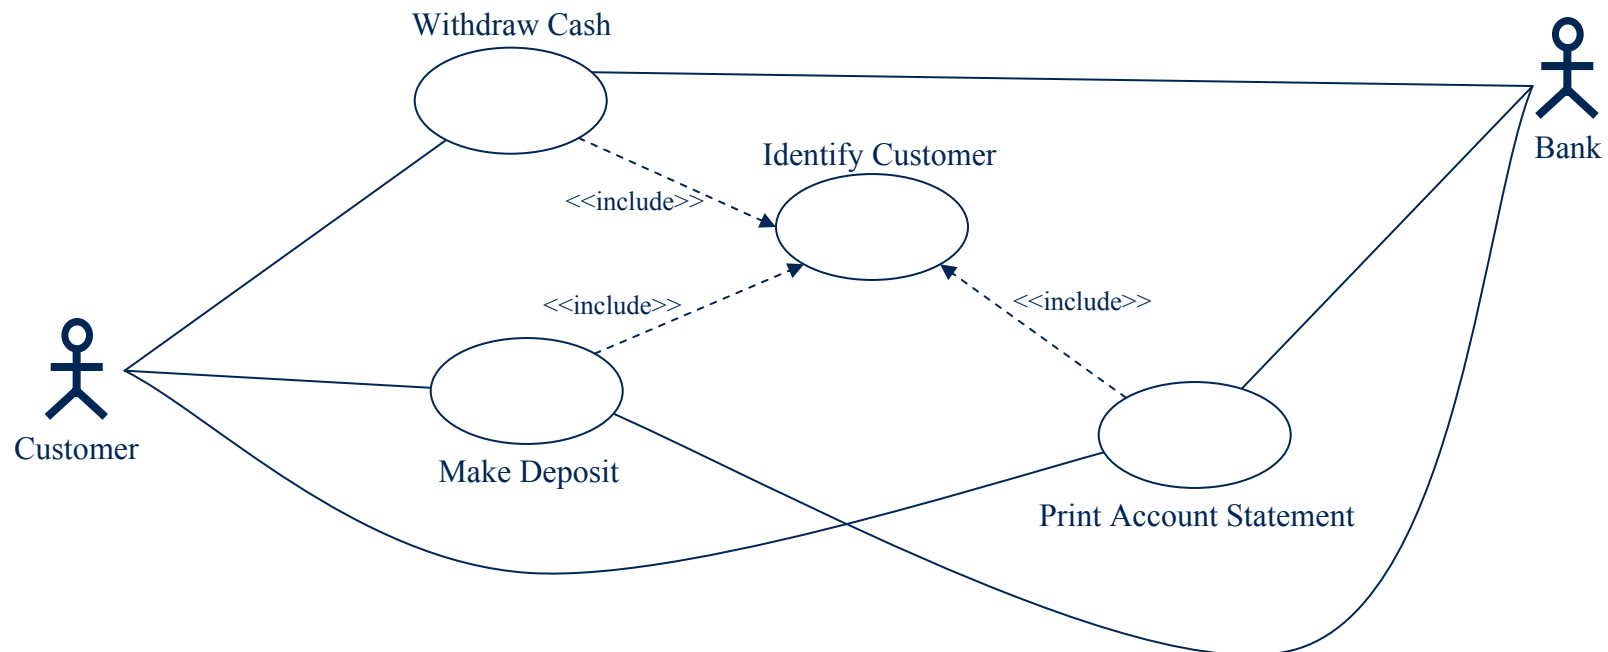 Withdraw Cash
Bank
Identify Customer
<<include>>
<<include>>
<<include>>
Customer
Make Deposit
Print Account Statement